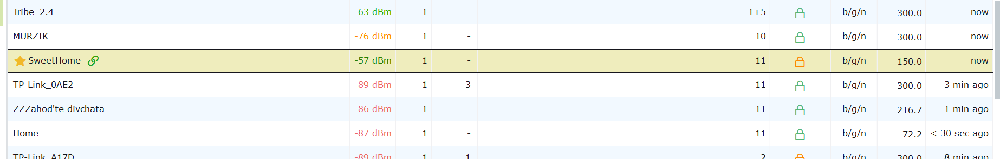 Tribe_2.4 -63 dBm 1 - 1+5 b/g/n 300.0 now
MURZIK -76 dBm 1 - 10 b/g/n 300.0 now
SweetHome -57 dBm 1 - 11 b/g/n 150.0 now
TP-Link_0AE2 -89 dBm 1 3 11 b/g/n 300.0 3 min ago
ZZZahod'te divchata -86 dBm 1 - 11 b/g/n 216.7 1 min ago
Home -87 dBm 1 - 11 b/g/n 72.2 < 30 sec ago
TP-Link_A17D -89 dBm 1 1 2 b/g/n 300.0 8 min ago